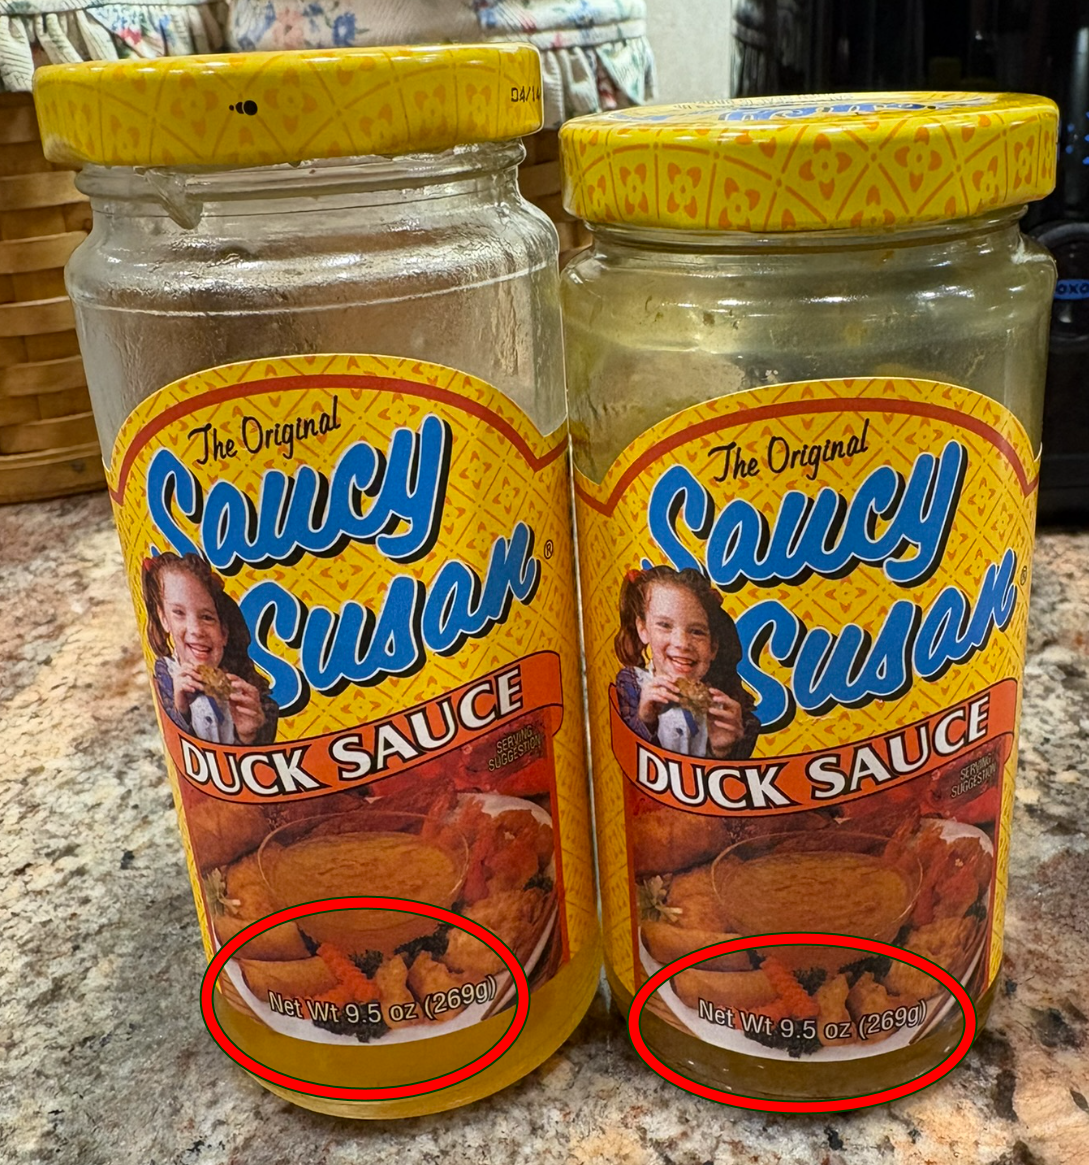 04/14
The Original
Saucy
Susan®
DUCK SAUCE
SERVING
SUGGESTION
Net Wt 9.5 oz (269g)
The Original
Saucy
Susan®
DUCK SAUCE
SERVING
SUGGESTION
Net Wt 9.5 oz (269g)
OXO